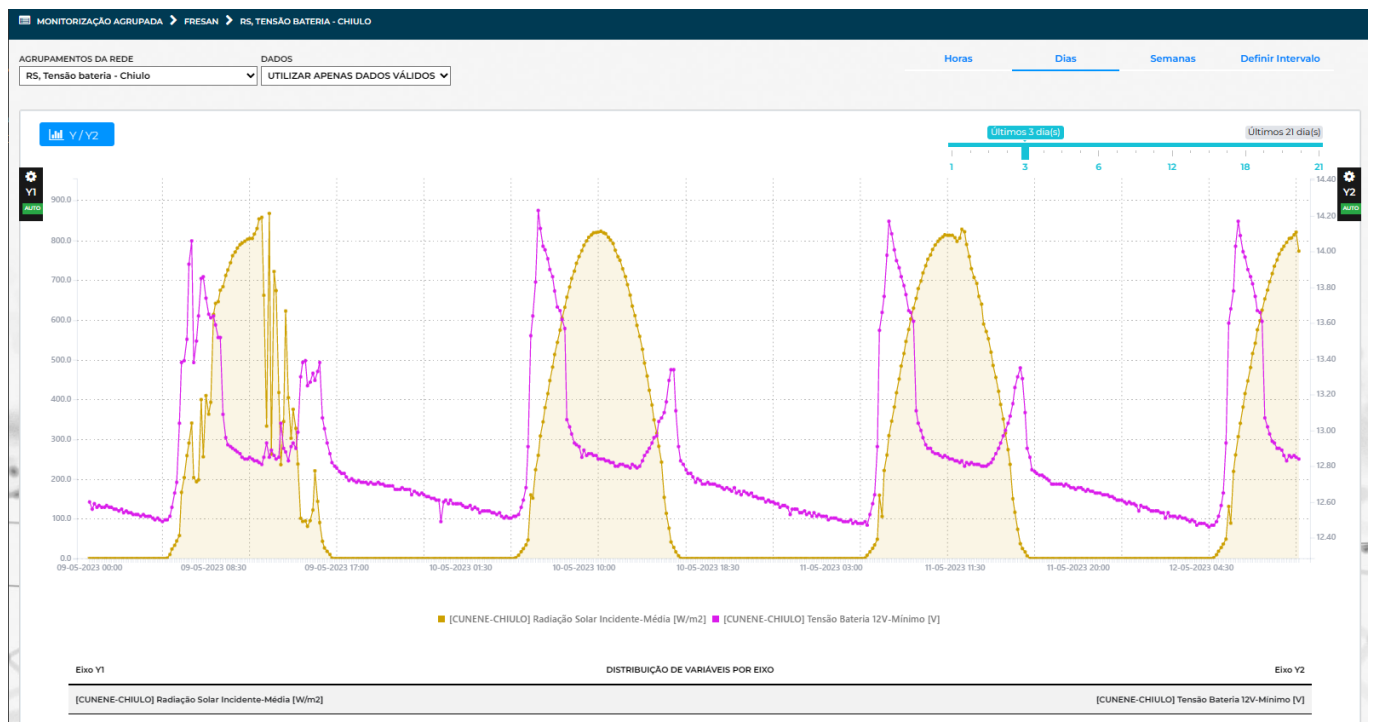 MONITORIZAÇÃO AGRUPADA FRESAN RS, TENSÃO BATERIA - CHIULO
AGRUPAMENTOS DA REDE DADOS
RS, Tensão bateria - Chiulo UTILIZAR APENAS DADOS VÁLIDOS
Horas Dias Semanas Definir Intervalo
Y / Y2
Últimos 3 dia(s) Últimos 21 dia(s)
1 3 6 12 18 21
Y1
AUTO
Y2
AUTO
900.0
800.0
700.0
600.0
500.0
400.0
300.0
200.0
100.0
0.0
14.40
14.20
14.00
13.80
13.60
13.40
13.20
13.00
12.80
12.60
12.40
09-05-2023 00:00 09-05-2023 08:30 09-05-2023 17:00 10-05-2023 01:30 10-05-2023 10:00 10-05-2023 18:30 11-05-2023 03:00 11-05-2023 11:30 11-05-2023 20:00 12-05-2023 04:30
[CUNENE-CHIULO] Radiação Solar Incidente-Média [W/m2] [CUNENE-CHIULO] Tensão Bateria 12V-Mínimo [V]
Eixo Y1 DISTRIBUIÇÃO DE VARIÁVEIS POR EIXO Eixo Y2
[CUNENE-CHIULO] Radiação Solar Incidente-Média [W/m2] [CUNENE-CHIULO] Tensão Bateria 12V-Mínimo [V]